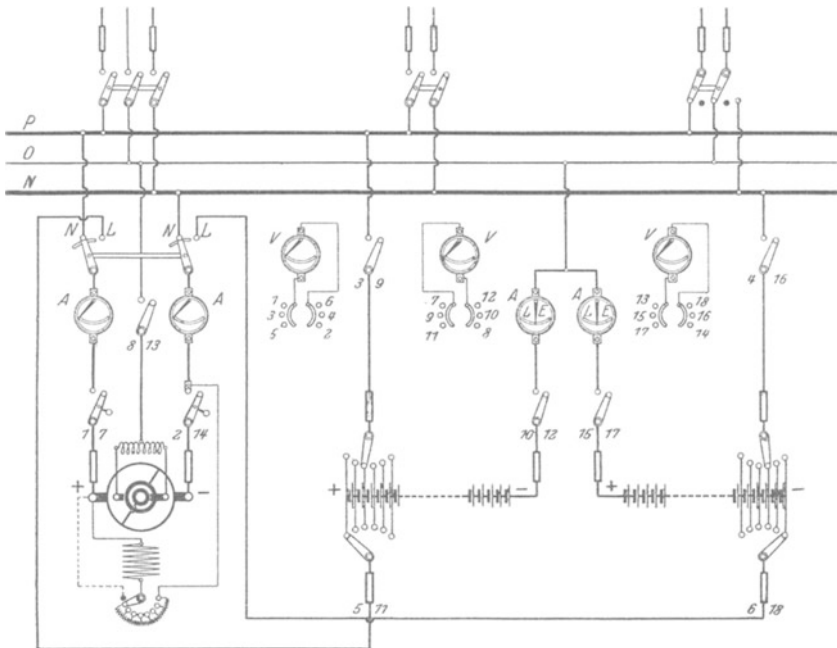 P
O
N
N L N L
V V V
A A
3 9
4 16
1 6
3 4
5 2
7 12
9 10
11 8
A A
L E L E
13 18
15 16
17 14
8 13
1 7
2 14
10 12
15 17
+ -
+ - + -
5 11
6 18